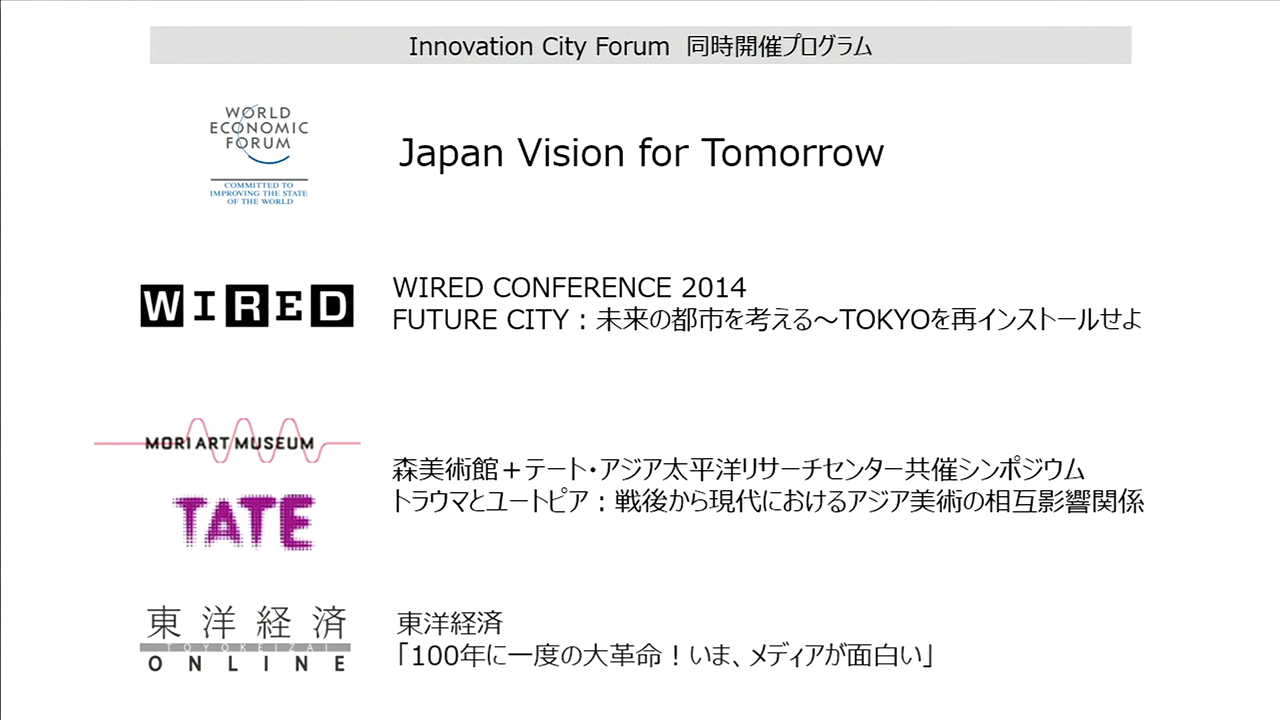 Innovation City Forum 同時開催プログラム
WORLD
ECONOMIC
FORUM
COMMITTED TO
IMPROVING THE STATE
OF THE WORLD
Japan Vision for Tomorrow
WIRED
WIRED CONFERENCE 2014
FUTURE CITY：未来の都市を考える～TOKYOを再インストールせよ
MORI ART MUSEUM
TATE
森美術館＋テート・アジア太平洋リサーチセンター共催シンポジウム
トラウマとユートピア：戦後から現代におけるアジア美術の相互影響関係
東洋経済
TOYOKEIZAI
ONLINE
東洋経済
「100年に一度の大革命！いま、メディアが面白い」